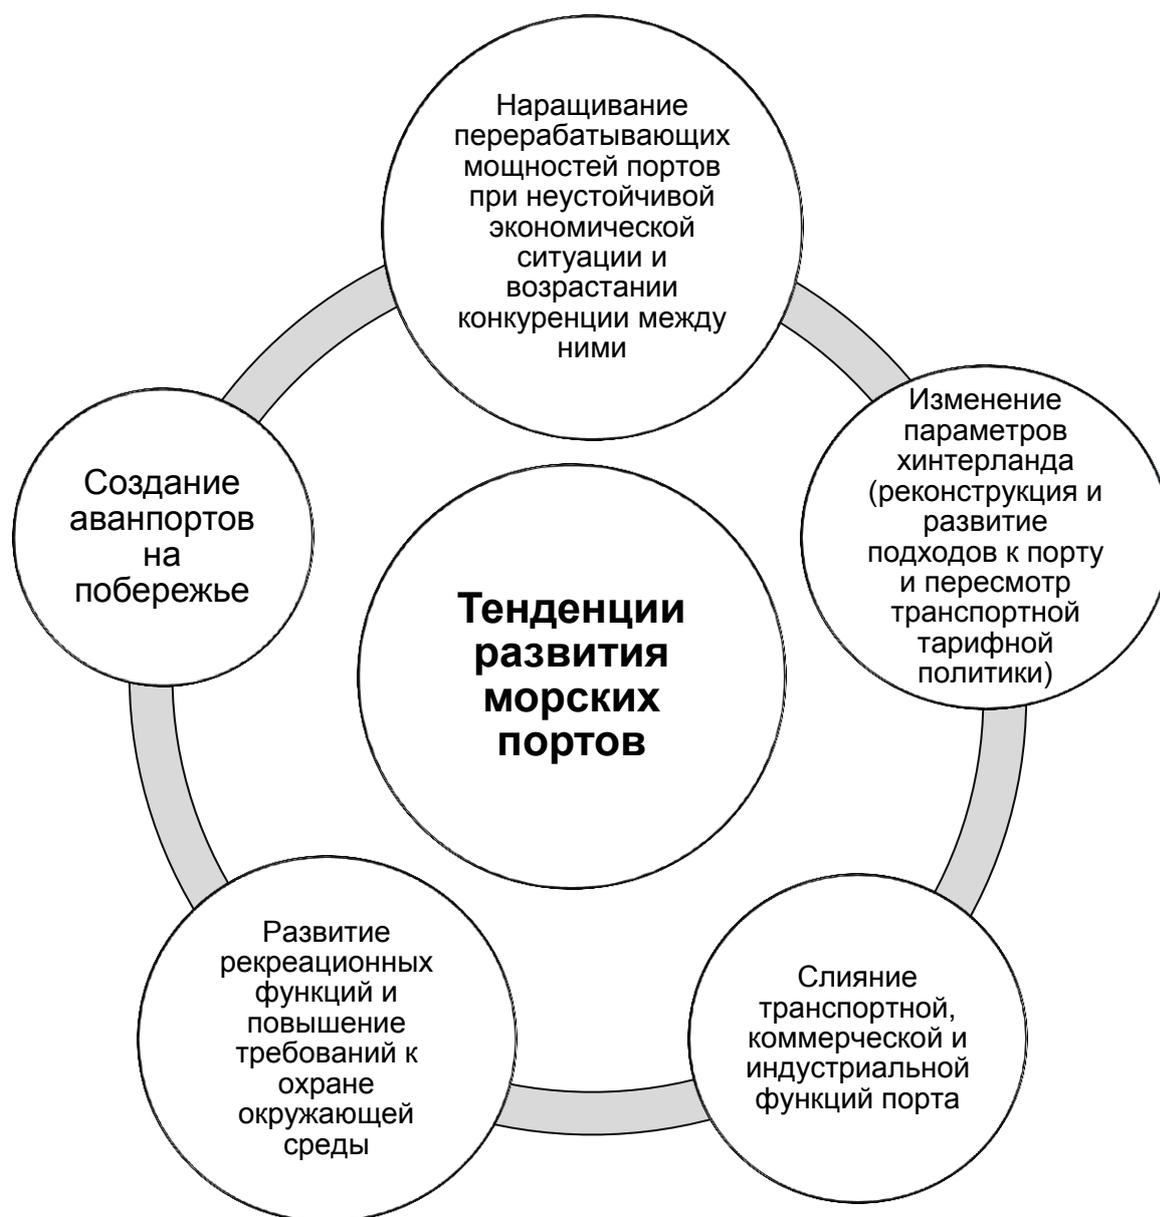 Наращивание
перерабатывающих
мощностей портов
при неустойчивой
экономической
ситуации и
возрастании
конкуренции между
ними
Изменение
параметров
хинтерланда
(реконструкция и
развитие
подходов к порту
и пересмотр
транспортной
тарифной
политики)
Слияние
транспортной,
коммерческой и
индустриальной
функций порта
Развитие
рекреационных
функций и
повышение
требований к
охране
окружающей
среды
Создание
аванпортов
на
побережье
Тенденции
развития
морских
портов